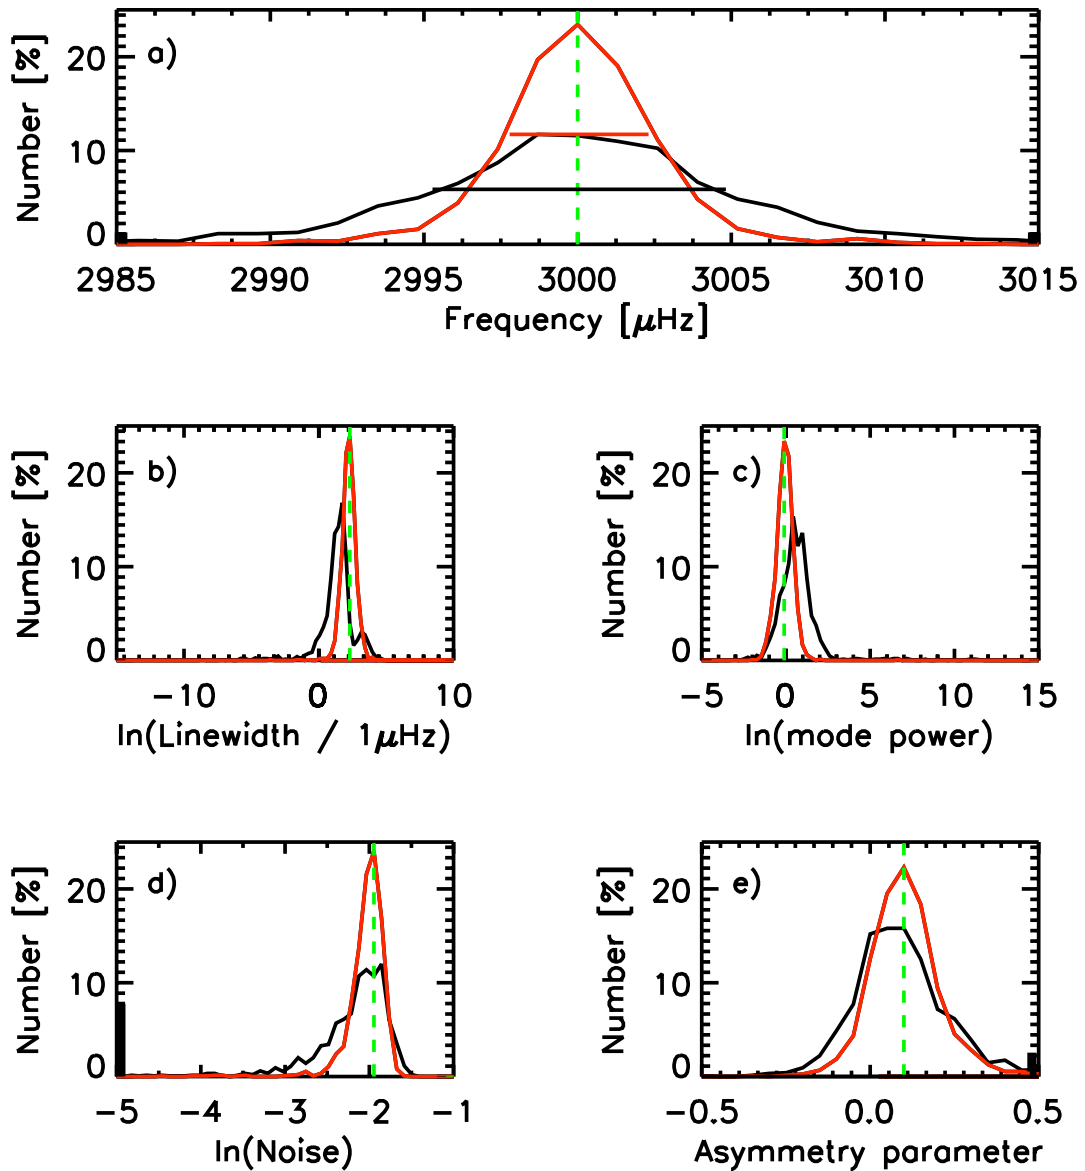 a)
Number [%]
20
10
0
2985 2990 2995 3000 3005 3010 3015
Frequency [μHz]
b)
Number [%]
20
10
0
−10 0 10
ln(Linewidth / 1μHz)
c)
Number [%]
20
10
0
−5 0 5 10 15
ln(mode power)
d)
Number [%]
20
10
0
−5 −4 −3 −2 −1
ln(Noise)
e)
Number [%]
20
10
0
−0.5 0.0 0.5
Asymmetry parameter